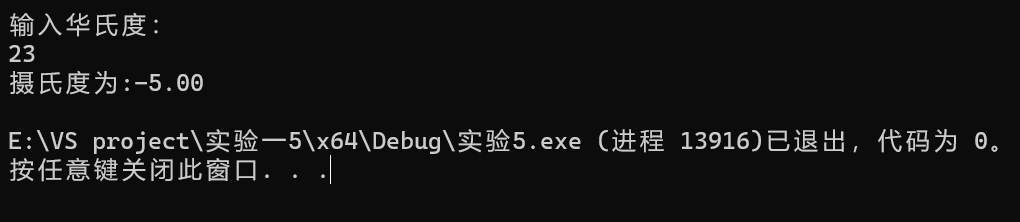 输入华氏度：
23
摄氏度为:-5.00
E:\VS project\实验一5\x64\Debug\实验5.exe (进程 13916)已退出，代码为 0。
按任意键关闭此窗口. . .